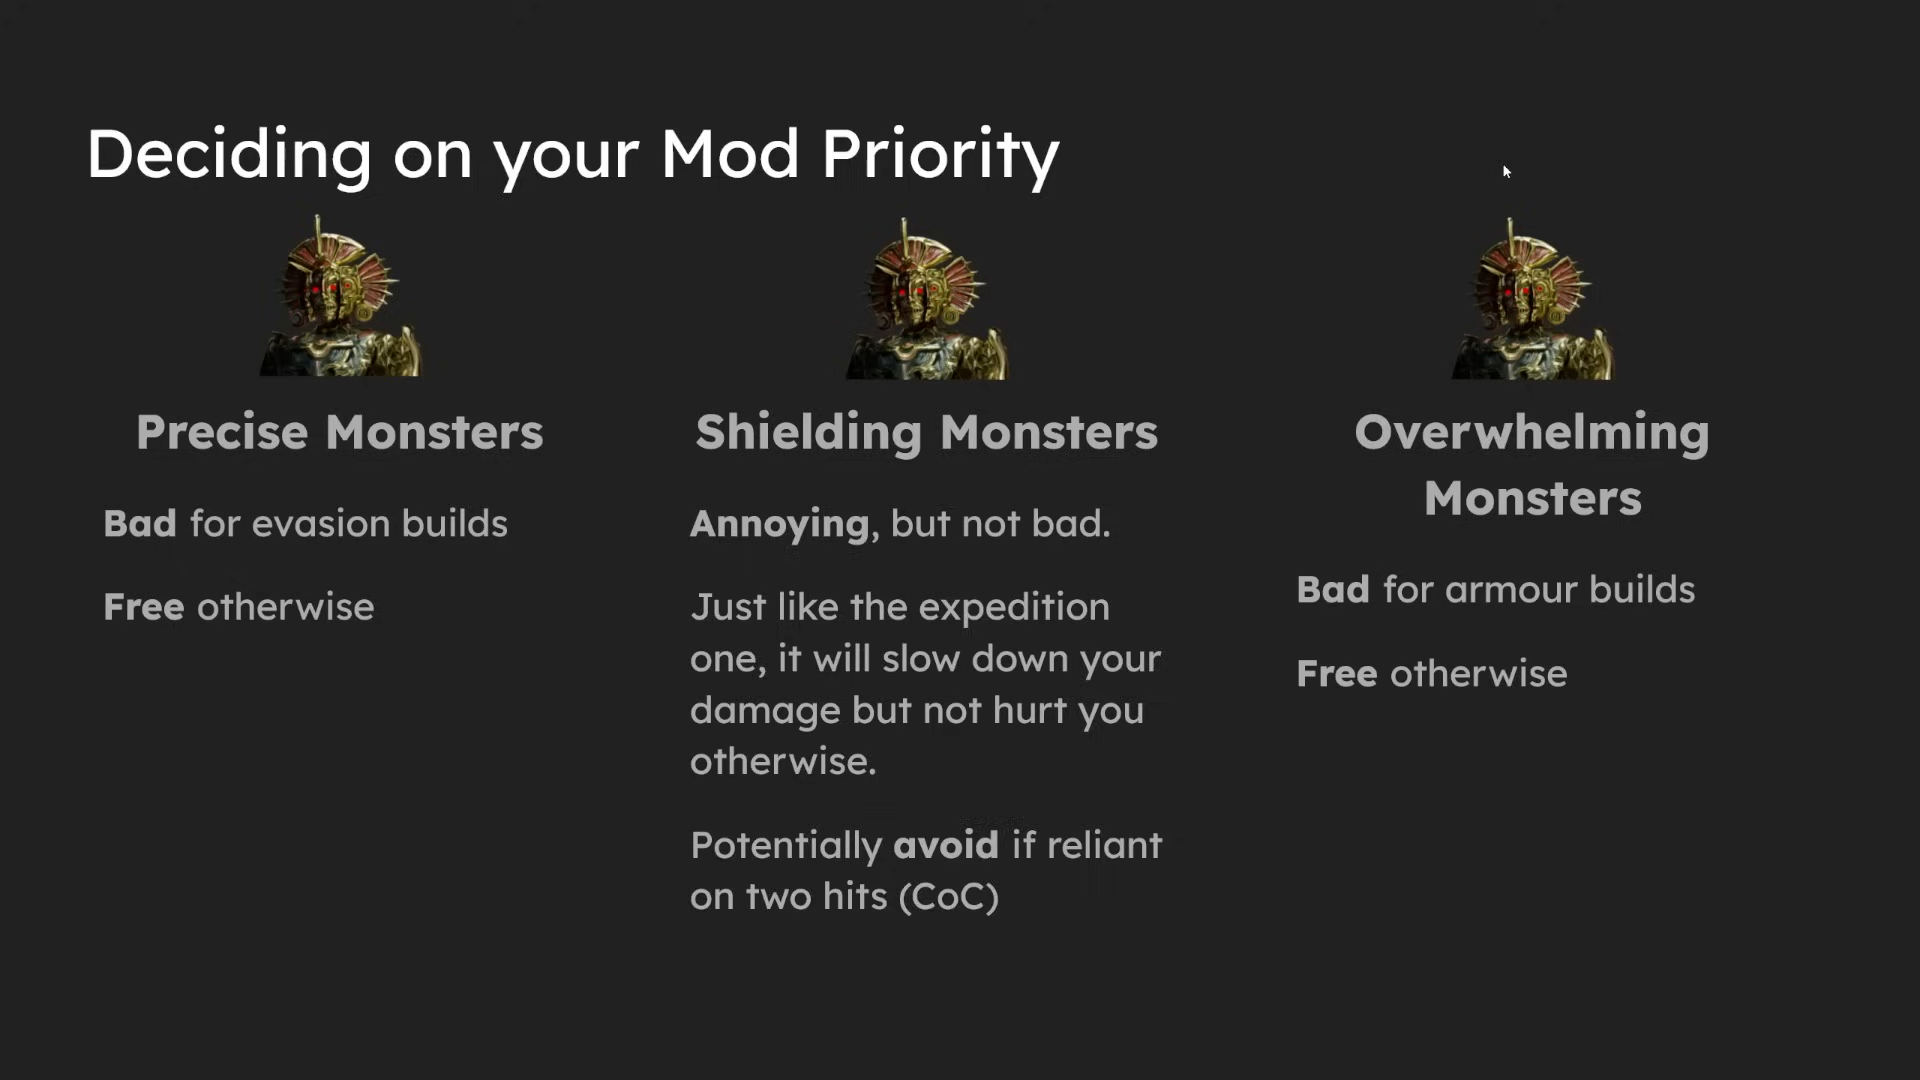 Deciding on your Mod Priority
Precise Monsters
Bad for evasion builds
Free otherwise
Shielding Monsters
Annoying, but not bad.
Just like the expedition
one, it will slow down your
damage but not hurt you
otherwise.
Potentially avoid if reliant
on two hits (CoC)
Overwhelming
Monsters
Bad for armour builds
Free otherwise